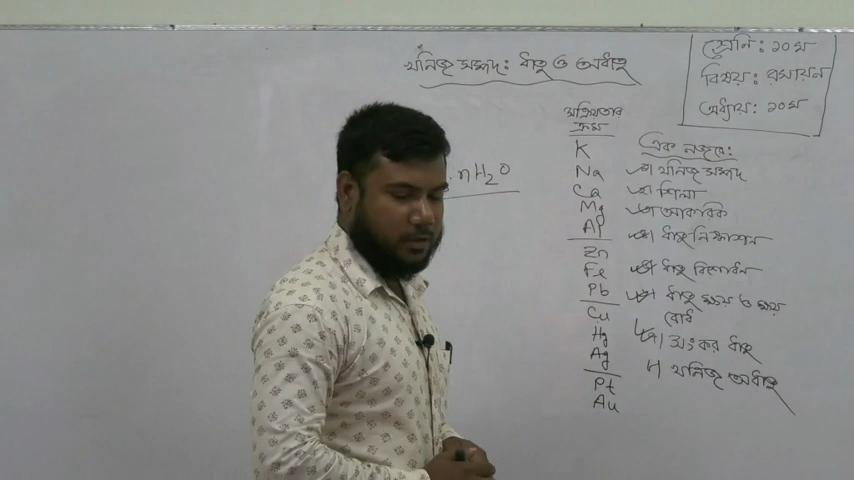 খনিজ সম্পদ: ধাতু ও অধাতু
শ্রেণি: ১০ম
বিষয়: রসায়ন
অধ্যায়: ১০ম
. nH₂O
সক্রিয়তার
ক্রম
K
Na
Ca
Mg
Al
Zn
Fe
Pb
Cu
Hg
Ag
Pt
Au
এক নজরে:
১। খনিজ সম্পদ
২। শিলা
৩। আকরিক
৪। ধাতু নিষ্কাশন
৫। ধাতু বিশোধন
৬। ধাতু ক্ষয় ও ক্ষয়
রোধ
৭। সংকর ধাতু
৮। খনিজ অধাতু